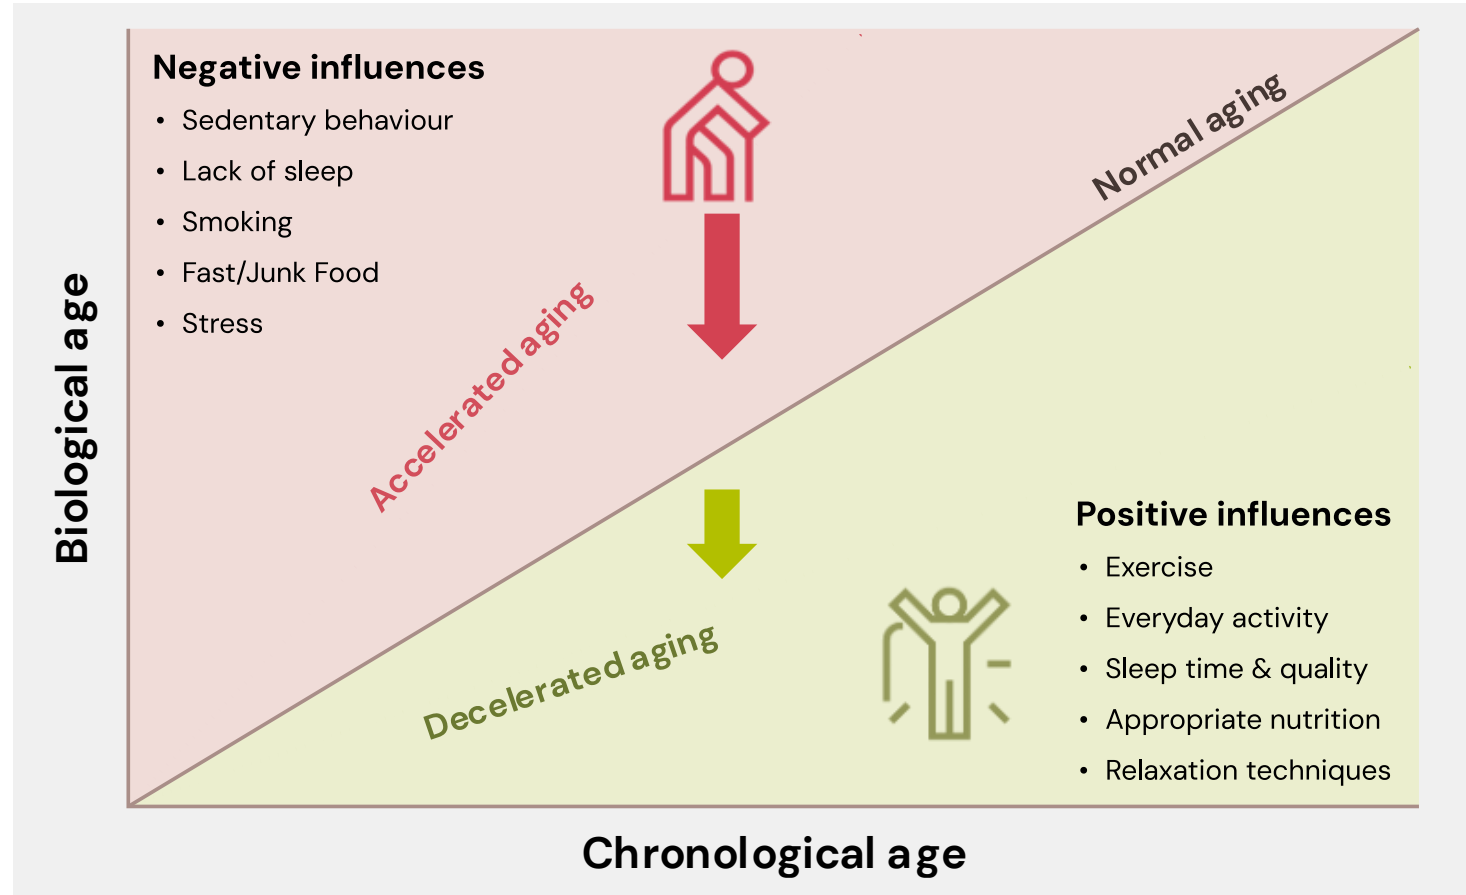 Negative influences
• Sedentary behaviour
• Lack of sleep
• Smoking
• Fast/Junk Food
• Stress
Normal aging
Accelerated aging
Biological age
Decelerated aging
Positive influences
• Exercise
• Everyday activity
• Sleep time & quality
• Appropriate nutrition
• Relaxation techniques
Chronological age